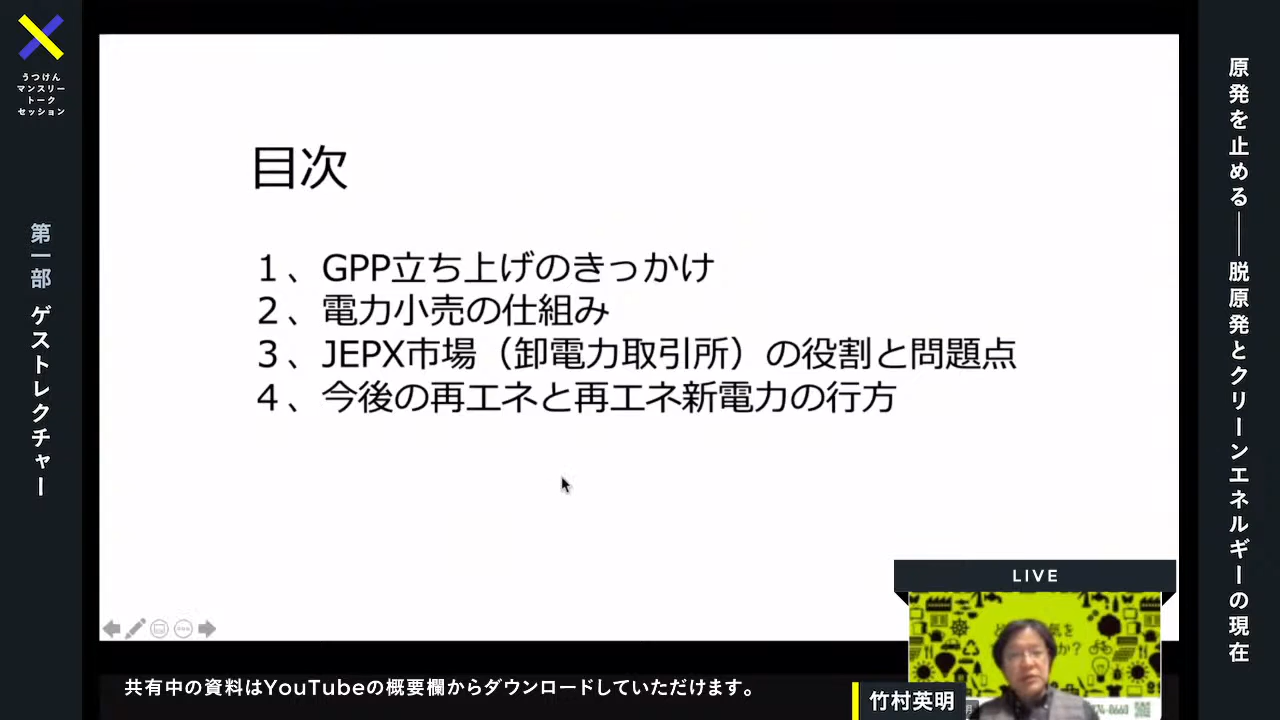 うつけん
マンスリー
トーク
セッション
第一部 ゲストレクチャー
目次
１、GPP立ち上げのきっかけ
２、電力小売の仕組み
３、JEPX市場（卸電力取引所）の役割と問題点
４、今後の再エネと再エネ新電力の行方
原発を止める——脱原発とクリーンエネルギーの現在
LIVE
共有中の資料はYouTubeの概要欄からダウンロードしていただけます。
竹村英明